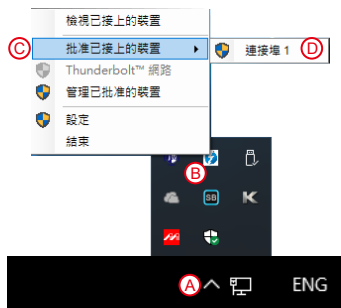 檢視已接上的裝置
C 批准已接上的裝置 連接埠 1 D
Thunderbolt™ 網路
管理已批准的裝置
設定
結束
B
SB K
A ENG